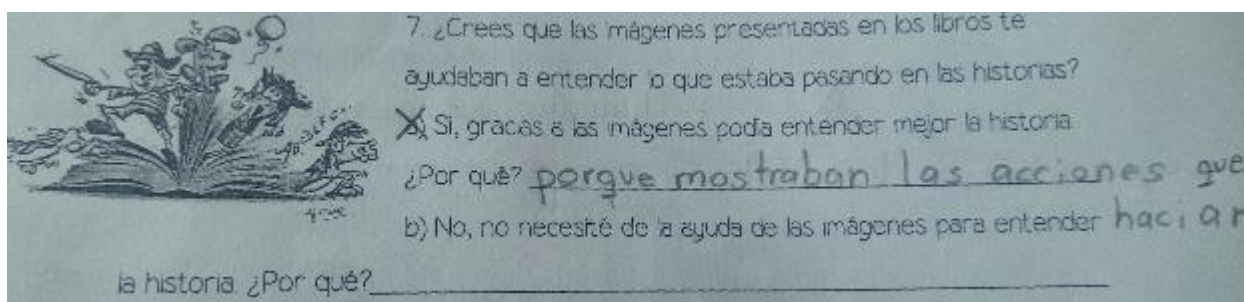 7. ¿Crees que las imágenes presentadas en los libros te
ayudaban a entender lo que estaba pasando en las historias?
a) Si, gracias a las imágenes podía entender mejor la historia.
¿Por qué? porque mostraban las acciones que
b) No, no necesité de la ayuda de las imágenes para entender hacian
la historia. ¿Por qué?